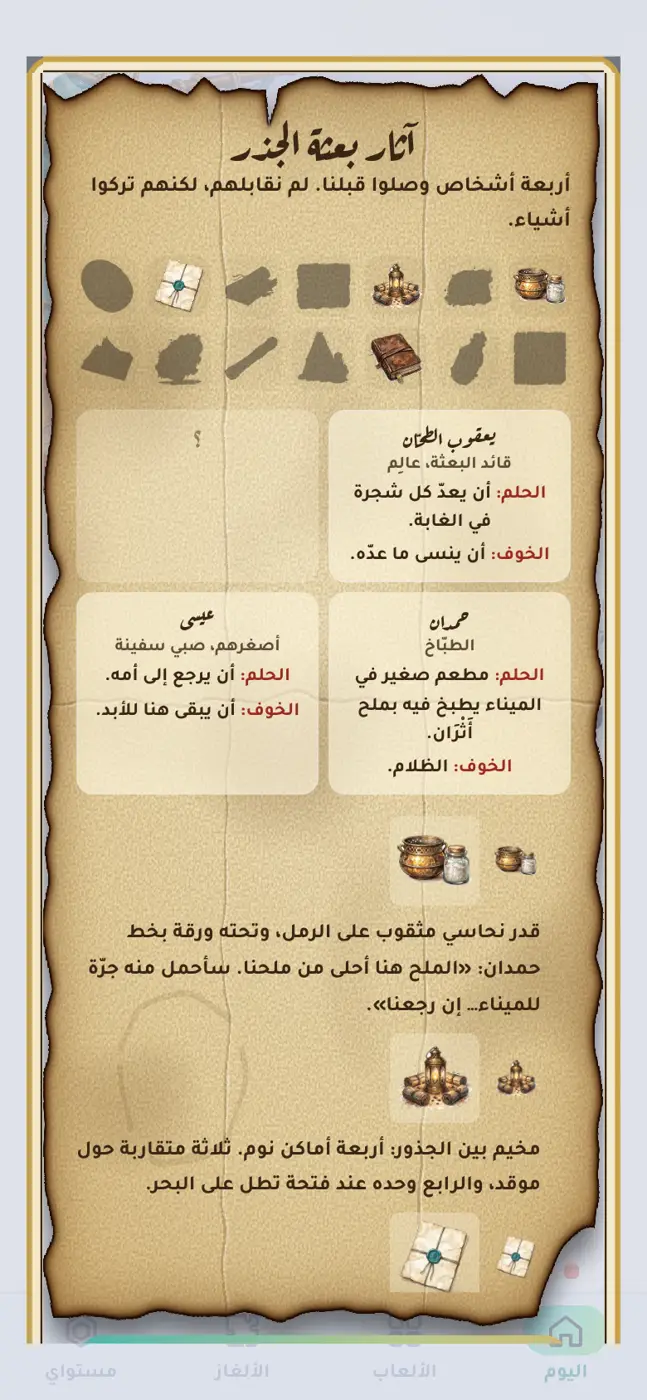 آثار بعثة الجذر
أربعة أشخاص وصلوا قبلنا. لم نقابلهم، لكنهم تركوا
أشياء.
يعقوب الطحّان
قائد البعثة، عالِم
الحلم: أن يعدّ كل شجرة
في الغابة.
الخوف: أن ينسى ما عدّه.
؟
حمدان
الطبّاخ
الحلم: مطعم صغير في
الميناء يطبخ فيه بملح
أَثْرَان.
الخوف: الظلام.
عيسى
أصغرهم، صبي سفينة
الحلم: أن يرجع إلى أمه.
الخوف: أن يبقى هنا للأبد.
قدر نحاسي مثقوب على الرمل، وتحته ورقة بخط
حمدان: «الملح هنا أحلى من ملحنا. سأحمل منه جرّة
للميناء… إن رجعنا».
مخيم بين الجذور: أربعة أماكن نوم. ثلاثة متقاربة حول
موقد، والرابع وحده عند فتحة تطل على البحر.
اليوم
الألعاب
الألغاز
مستواي